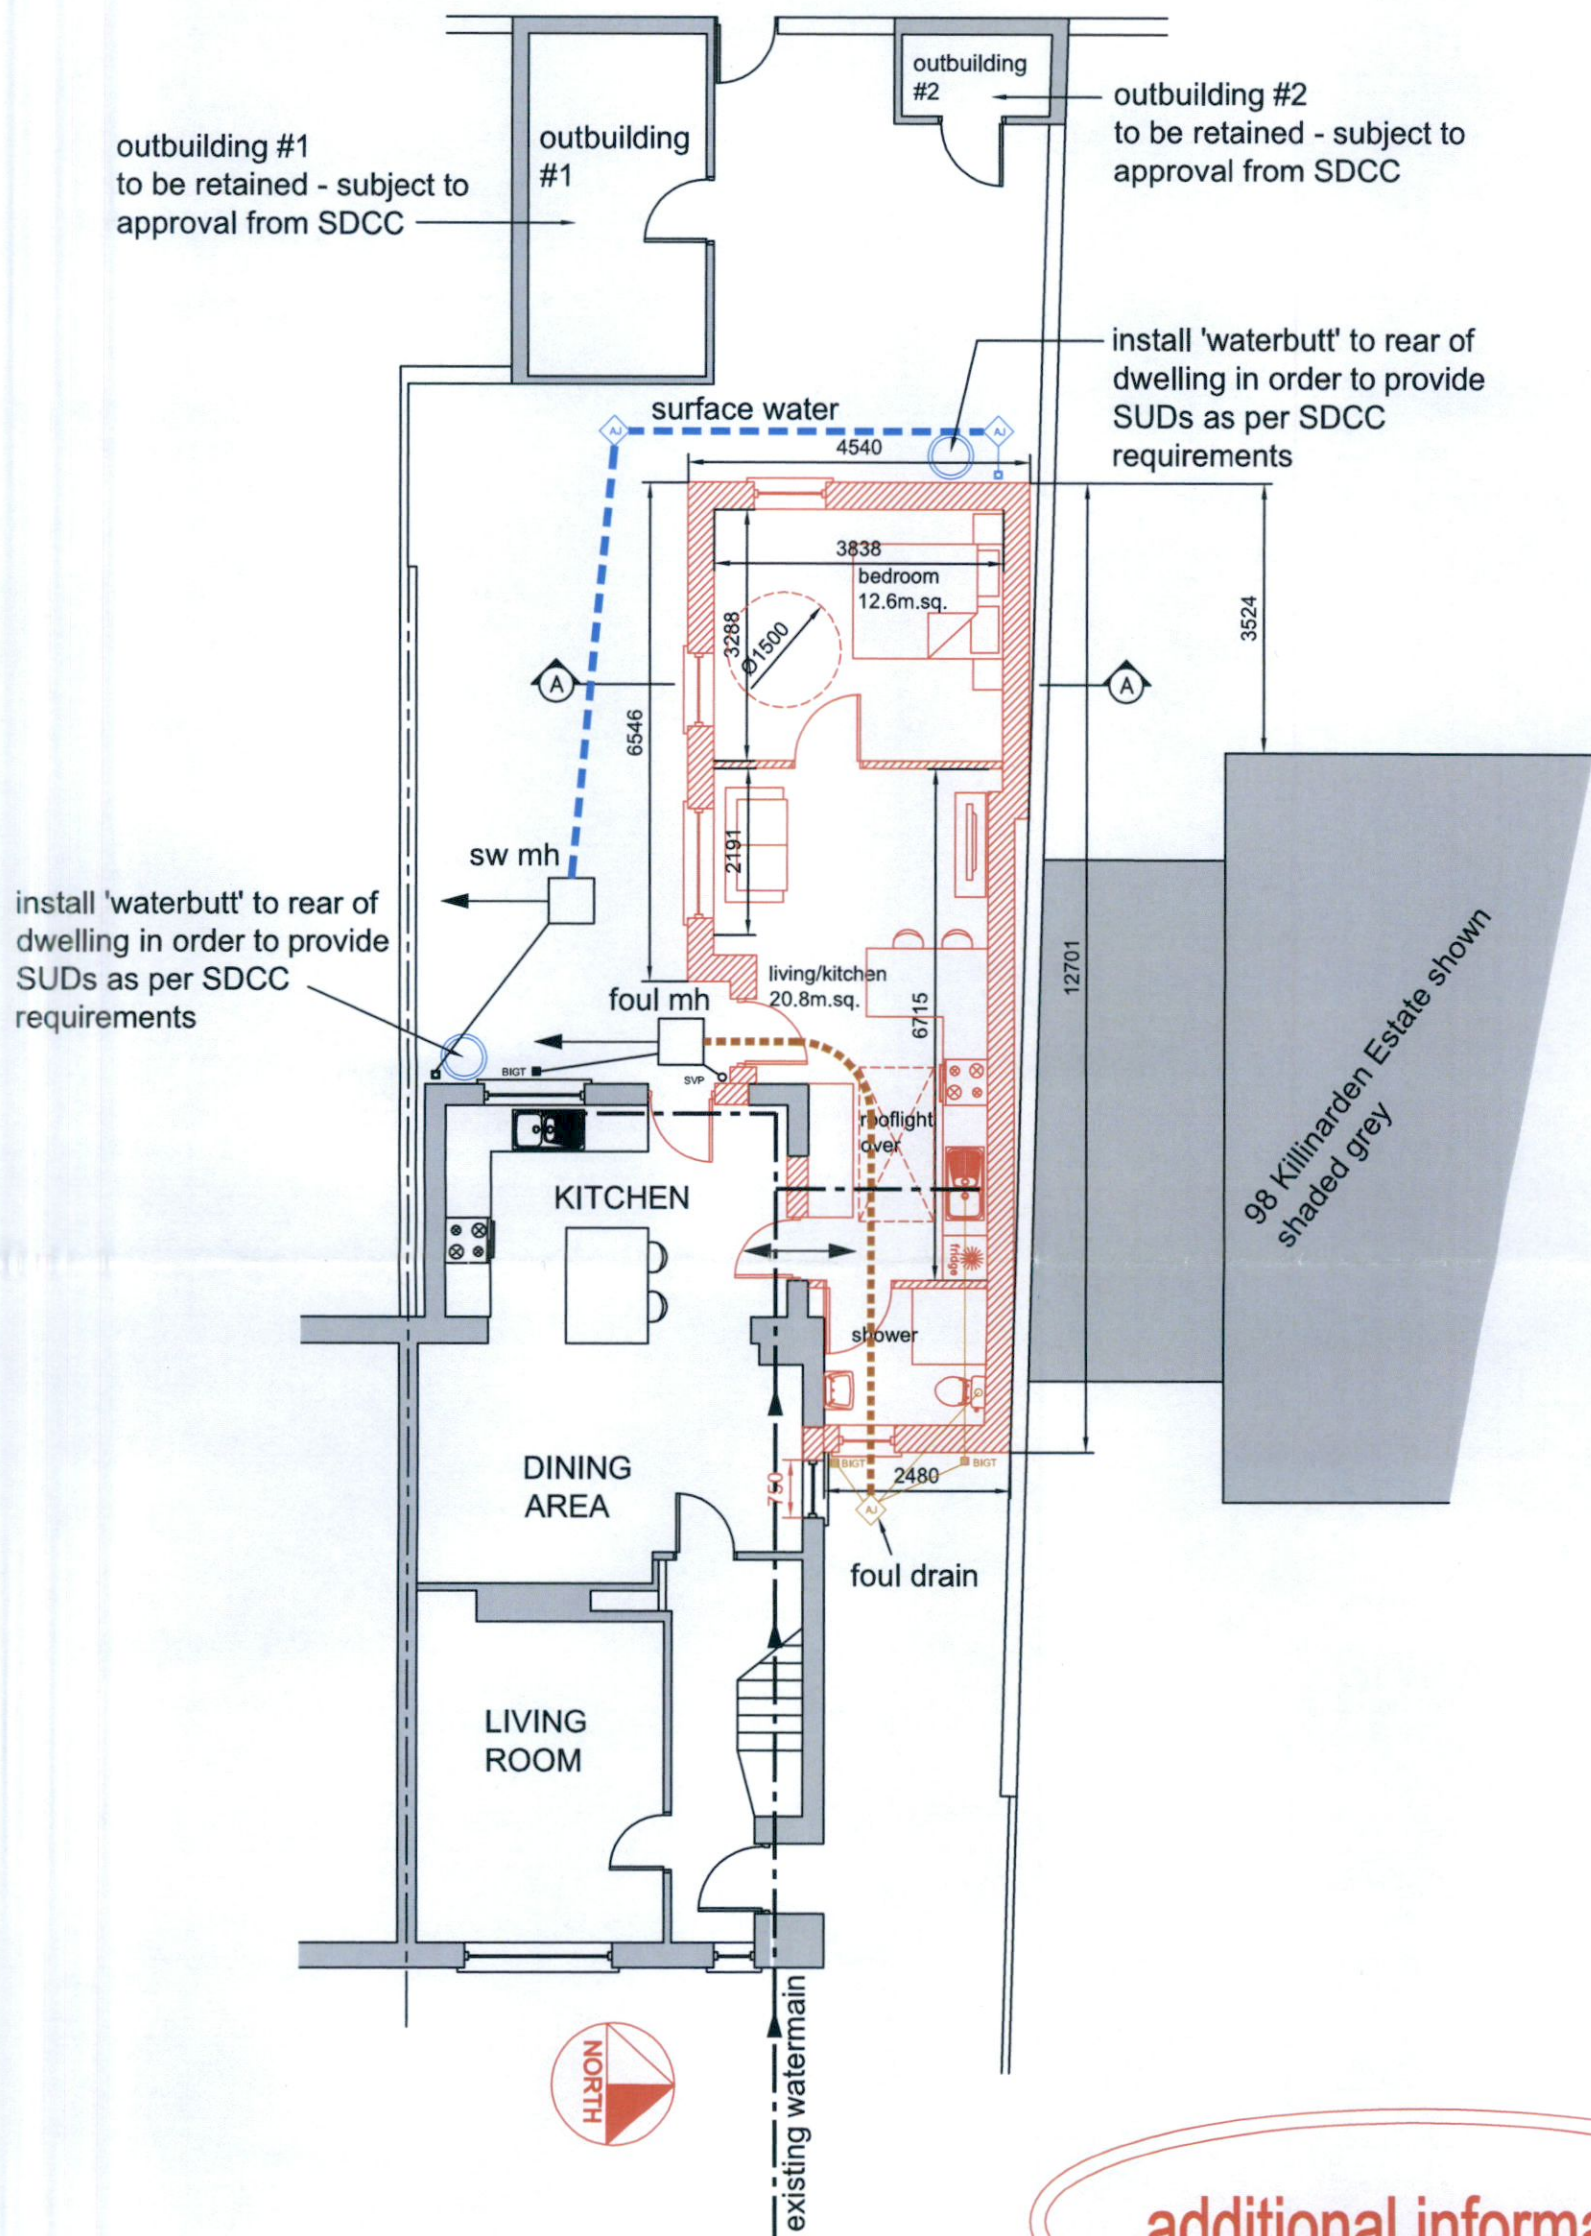 outbuilding
#2
outbuilding #2
to be retained - subject to
approval from SDCC
outbuilding #1
to be retained - subject to
approval from SDCC
outbuilding
#1
install 'waterbutt' to rear of
dwelling in order to provide
SUDs as per SDCC
requirements
surface water
AJ
AJ
4540
3838
bedroom
12.6m.sq.
3288
Ø1500
3524
A
A
6546
2191
sw mh
install 'waterbutt' to rear of
dwelling in order to provide
SUDs as per SDCC
requirements
12701
living/kitchen
20.8m.sq.
6715
foul mh
98 Killinarden Estate shown
shaded grey
BIGT
SVP
rooflight
over
KITCHEN
fridge
shower
DINING
AREA
BIGT
BIGT
2480
750
AJ
foul drain
LIVING
ROOM
NORTH
existing watermain
additional informa